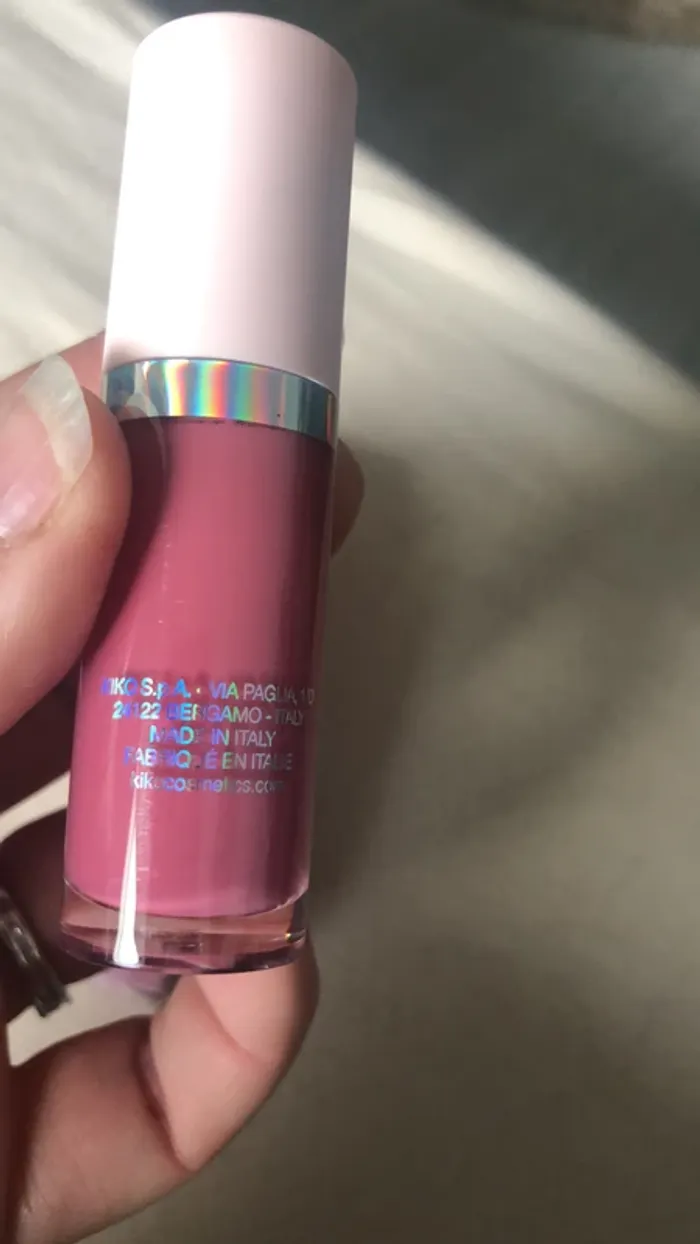 KIKO S.p.A. · VIA PAGLIA, 1
24122 BERGAMO - ITALY
MADE IN ITALY
FABRIQUÉ EN ITALIE
kikocosmetics.com